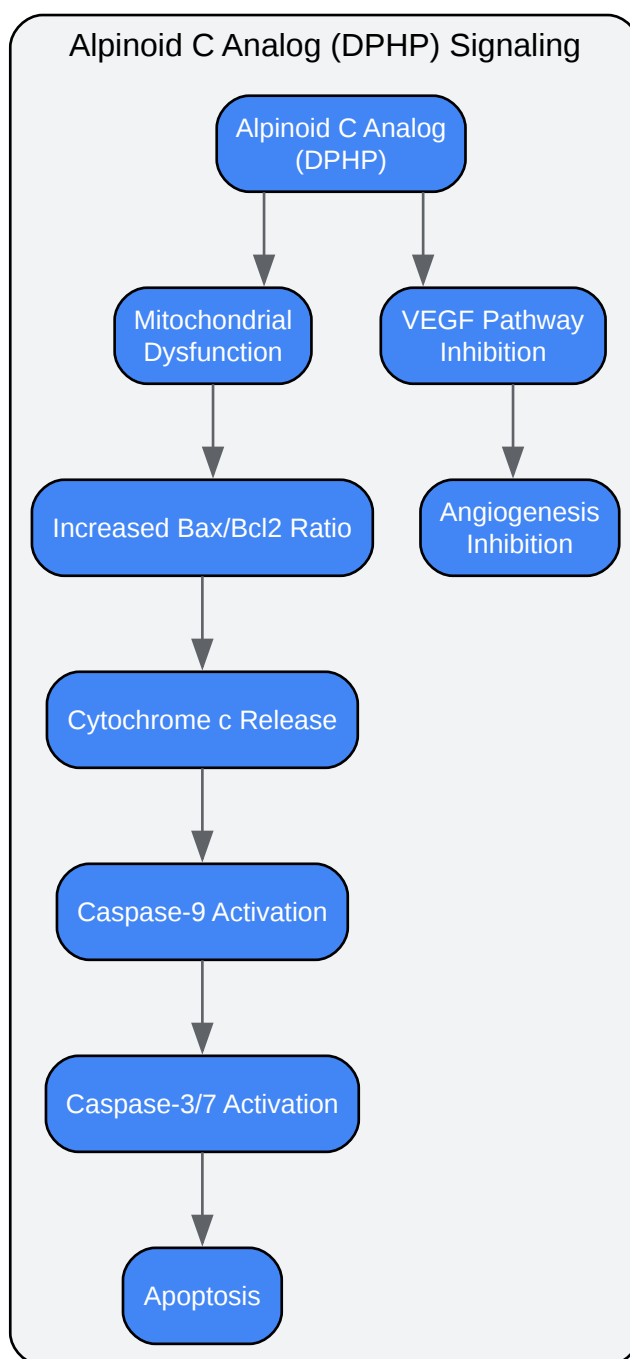 Alpinoid C Analog (DPHP) Signaling
Alpinoid C Analog
(DPHP)
Mitochondrial
Dysfunction
VEGF Pathway
Inhibition
Increased Bax/Bcl2 Ratio
Angiogenesis
Inhibition
Cytochrome c Release
Caspase-9 Activation
Caspase-3/7 Activation
Apoptosis